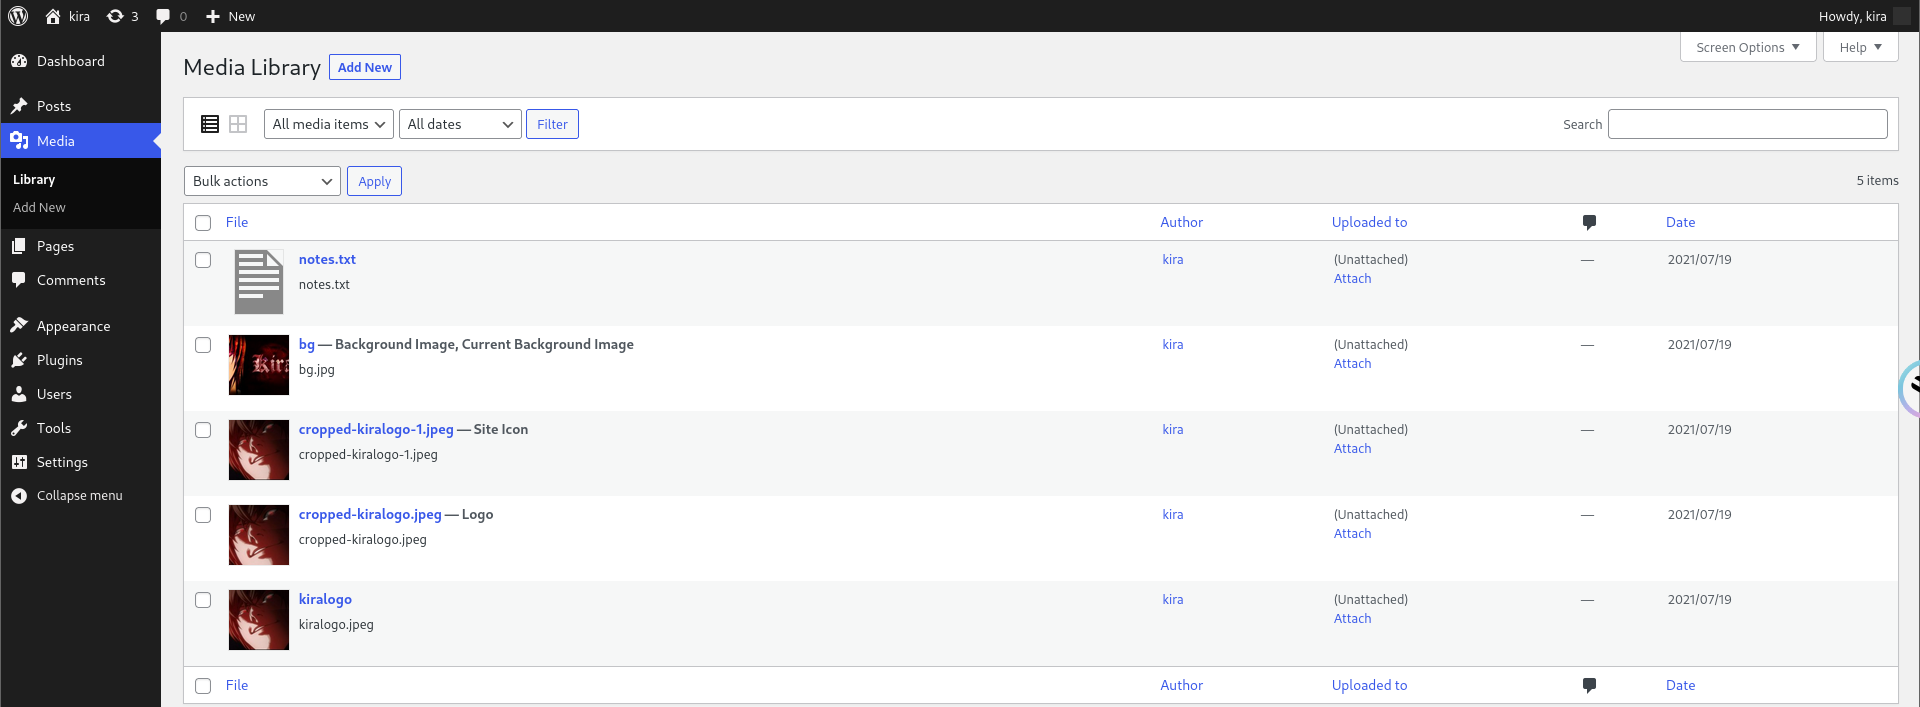 kira 3 0 New Howdy, kira
Dashboard
Posts
Media
Library
Add New
Pages
Comments
Appearance
Plugins
Users
Tools
Settings
Collapse menu
Screen Options Help
Media Library Add New
All media items All dates Filter Search
Bulk actions Apply 5 items
File Author Uploaded to Date
notes.txt kira (Unattached) — 2021/07/19
notes.txt Attach
bg — Background Image, Current Background Image kira (Unattached) — 2021/07/19
bg.jpg Attach
cropped-kiralogo-1.jpeg — Site Icon kira (Unattached) — 2021/07/19
cropped-kiralogo-1.jpeg Attach
cropped-kiralogo.jpeg — Logo kira (Unattached) — 2021/07/19
cropped-kiralogo.jpeg Attach
kiralogo kira (Unattached) — 2021/07/19
kiralogo.jpeg Attach
File Author Uploaded to Date